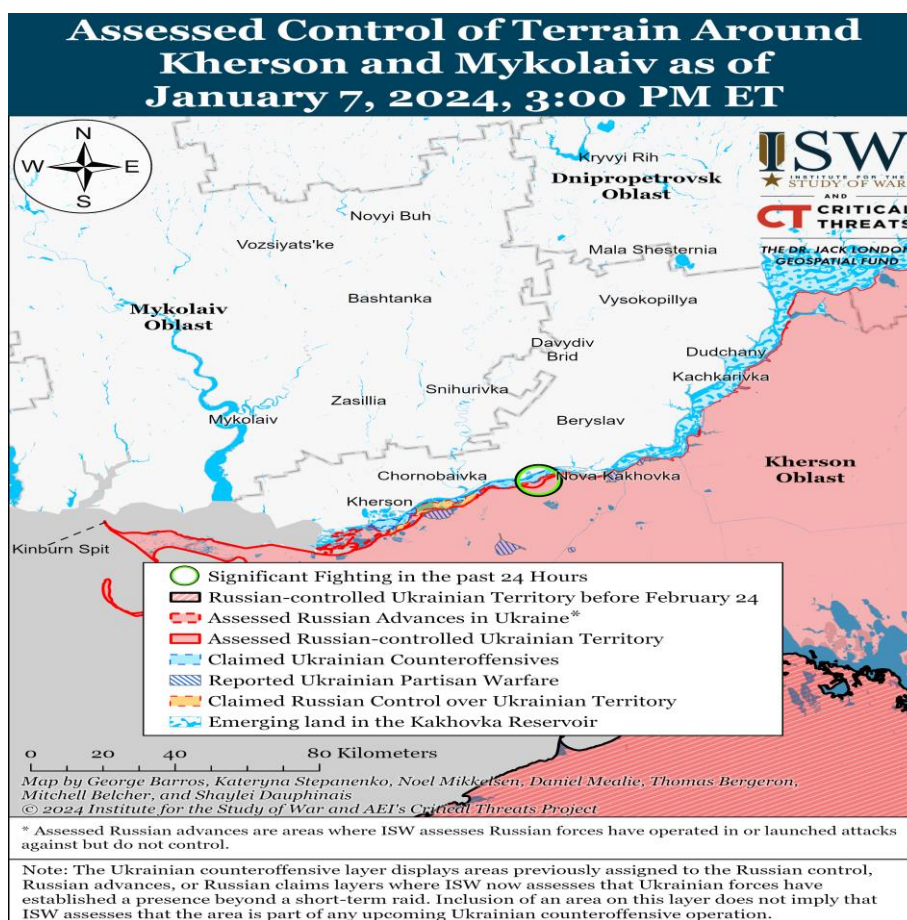 Assessed Control of Terrain Around
Kherson and Mykolaiv as of
January 7, 2024, 3:00 PM ET
N
W E
S
ISW
INSTITUTE FOR THE
STUDY OF WAR
AND
CT CRITICAL
THREATS
THE DR. JACK LONDON
GEOSPATIAL FUND
Kryvyi Rih
Dnipropetrovsk
Oblast
Novyi Buh
Vozsiyats'ke
Mala Shesternia
Bashtanka
Vysokopillya
Mykolaiv
Oblast
Davydiv
Brid
Dudchany
Kachkarivka
Snihurivka
Zasillia
Mykolaiv
Beryslav
Chornobaivka
Nova Kakhovka
Kherson
Oblast
Kherson
Kinburn Spit
Significant Fighting in the past 24 Hours
Russian-controlled Ukrainian Territory before February 24
Assessed Russian Advances in Ukraine*
Assessed Russian-controlled Ukrainian Territory
Claimed Ukrainian Counteroffensives
Reported Ukrainian Partisan Warfare
Claimed Russian Control over Ukrainian Territory
Emerging land in the Kakhovka Reservoir
0 20 40 80 Kilometers
Map by George Barros, Kateryna Stepanenko, Noel Mikkelsen, Daniel Mealie, Thomas Bergeron,
Mitchell Belcher, and Shaylei Dauphinais
© 2024 Institute for the Study of War and AEI's Critical Threats Project
* Assessed Russian advances are areas where ISW assesses Russian forces have operated in or launched attacks
against but do not control.
Note: The Ukrainian counteroffensive layer displays areas previously assigned to the Russian control,
Russian advances, or Russian claims layers where ISW now assesses that Ukrainian forces have
established a presence beyond a short-term raid. Inclusion of an area on this layer does not imply that
ISW assesses that the area is part of any upcoming Ukrainian counteroffensive operation.